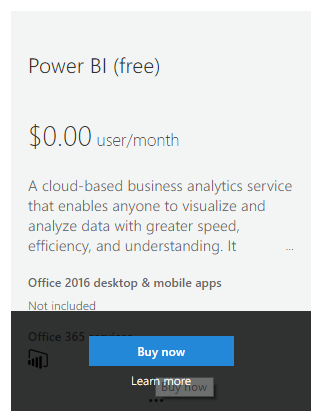 Power BI (free)
$0.00 user/month
A cloud-based business analytics service
that enables anyone to visualize and
analyze data with greater speed,
efficiency, and understanding. It ...
Office 2016 desktop & mobile apps
Not included
Office 365 services
Buy now
Learn more
Buy now